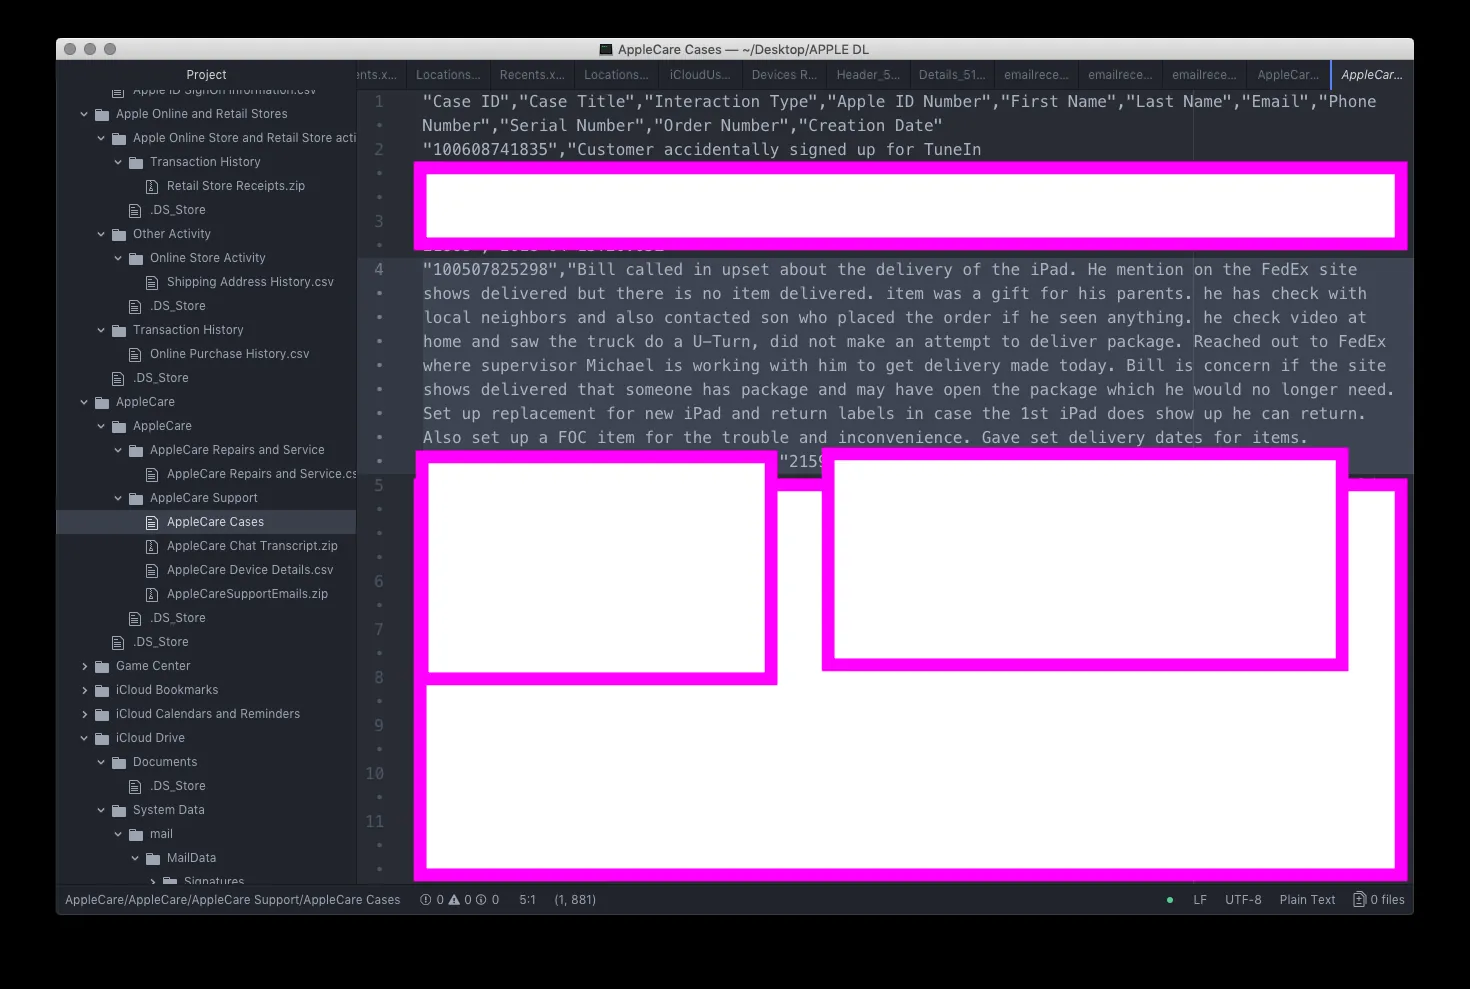 AppleCare Cases — ~/Desktop/APPLE DL
Project
ents.x...
Locations...
Recents.x...
Locations...
iCloudUs...
Devices R...
Header_5...
Details_51...
emailrece...
emailrece...
emailrece...
AppleCar...
AppleCar...
Apple ID SignOn Information.csv
Apple Online and Retail Stores
Apple Online Store and Retail Store acti
Transaction History
Retail Store Receipts.zip
.DS_Store
Other Activity
Online Store Activity
Shipping Address History.csv
.DS_Store
Transaction History
Online Purchase History.csv
.DS_Store
AppleCare
AppleCare
AppleCare Repairs and Service
AppleCare Repairs and Service.cs
AppleCare Support
AppleCare Cases
AppleCare Chat Transcript.zip
AppleCare Device Details.csv
AppleCareSupportEmails.zip
.DS_Store
.DS_Store
Game Center
iCloud Bookmarks
iCloud Calendars and Reminders
iCloud Drive
Documents
.DS_Store
System Data
mail
MailData
Signatures
1 "Case ID","Case Title","Interaction Type","Apple ID Number","First Name","Last Name","Email","Phone
Number","Serial Number","Order Number","Creation Date"
2 "100608741835","Customer accidentally signed up for TuneIn
3
4 "100507825298","Bill called in upset about the delivery of the iPad. He mention on the FedEx site
shows delivered but there is no item delivered. item was a gift for his parents. he has check with
local neighbors and also contacted son who placed the order if he seen anything. he check video at
home and saw the truck do a U-Turn, did not make an attempt to deliver package. Reached out to FedEx
where supervisor Michael is working with him to get delivery made today. Bill is concern if the site
shows delivered that someone has package and may have open the package which he would no longer need.
Set up replacement for new iPad and return labels in case the 1st iPad does show up he can return.
Also set up a FOC item for the trouble and inconvenience. Gave set delivery dates for items.
"2159
5
6
7
8
9
10
11
AppleCare/AppleCare/AppleCare Support/AppleCare Cases
0 0 0
5:1
(1, 881)
LF
UTF-8
Plain Text
0 files